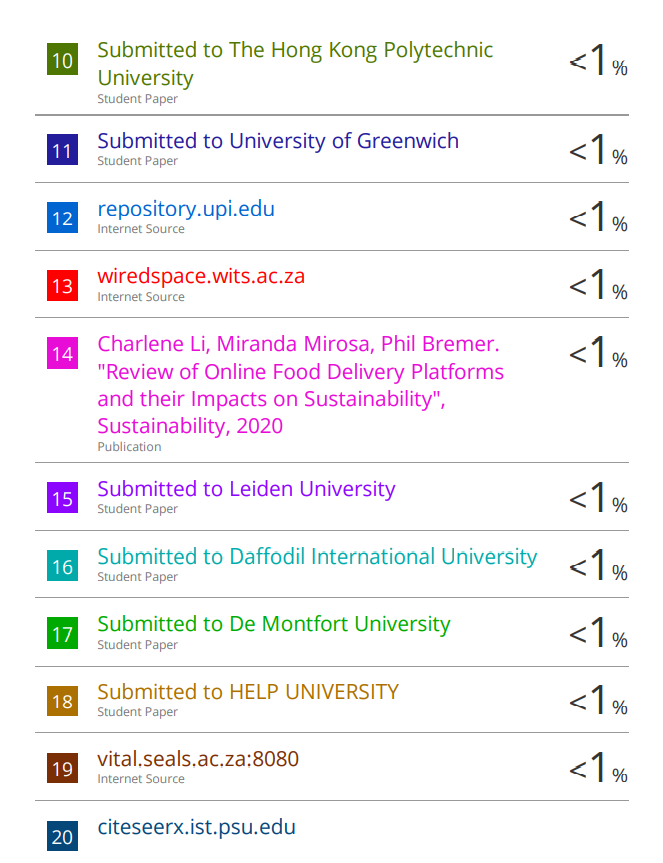 10 Submitted to The Hong Kong Polytechnic <1%
University
Student Paper
11 Submitted to University of Greenwich <1%
Student Paper
12 repository.upi.edu <1%
Internet Source
13 wiredspace.wits.ac.za <1%
Internet Source
14 Charlene Li, Miranda Mirosa, Phil Bremer. <1%
"Review of Online Food Delivery Platforms
and their Impacts on Sustainability",
Sustainability, 2020
Publication
15 Submitted to Leiden University <1%
Student Paper
16 Submitted to Daffodil International University <1%
Student Paper
17 Submitted to De Montfort University <1%
Student Paper
18 Submitted to HELP UNIVERSITY <1%
Student Paper
19 vital.seals.ac.za:8080 <1%
Internet Source
20 citeseerx.ist.psu.edu